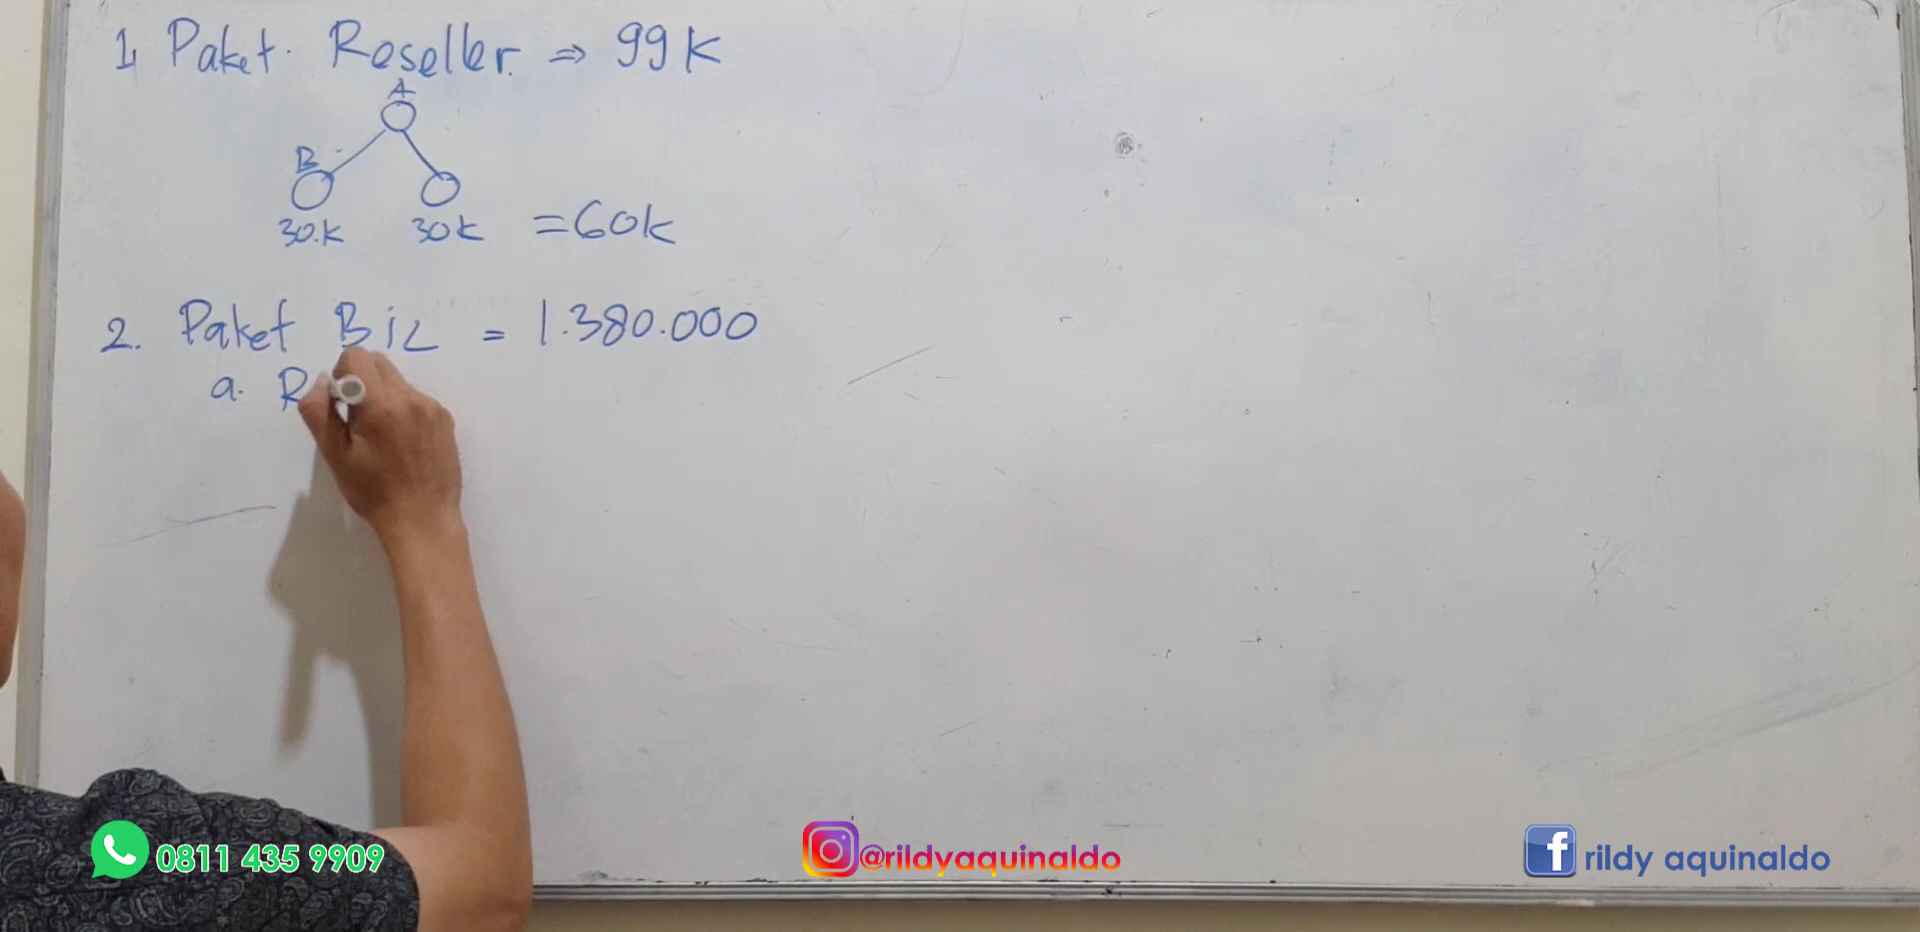 1. Paket Reseller ⇒ 99K
A
B
30.K 30K = 60K
2. Paket Biz = 1.380.000
a. R
0811 435 9909
@rildyaquinaldo
f rildy aquinaldo